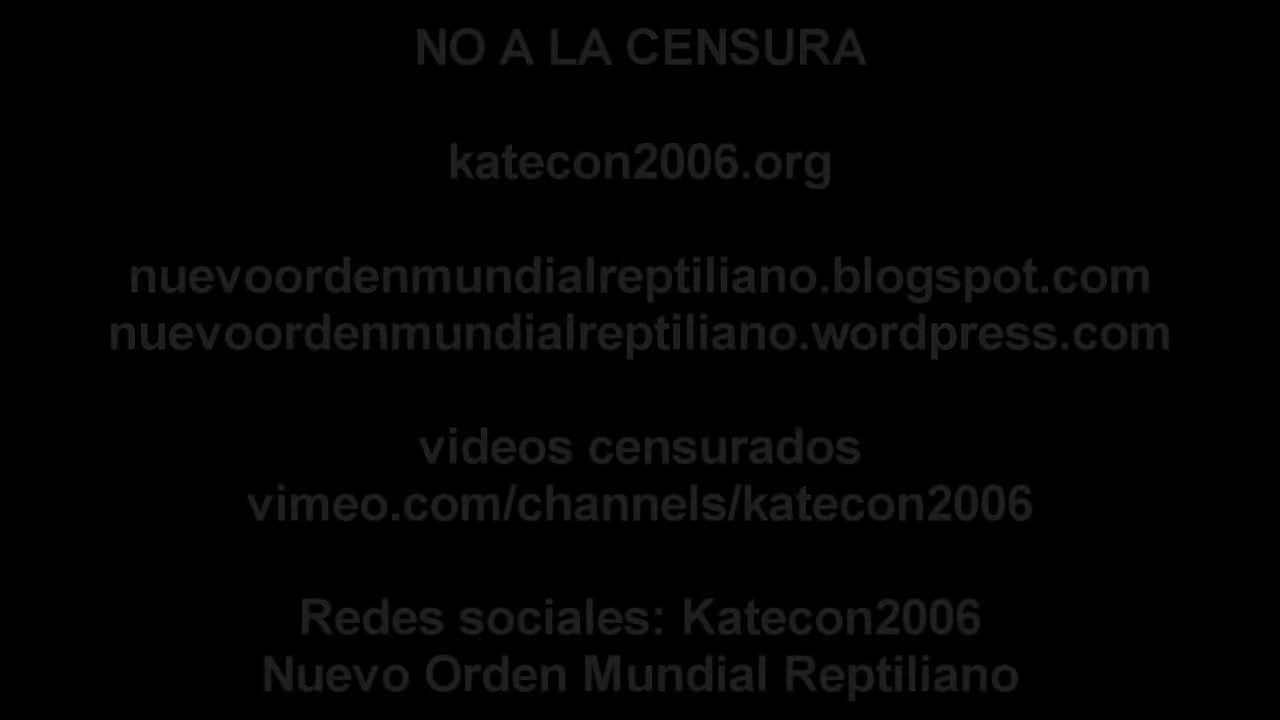 NO A LA CENSURA
katecon2006.org
nuevoordenmundialreptiliano.blogspot.com
nuevoordenmundialreptiliano.wordpress.com
videos censurados
vimeo.com/channels/katecon2006
Redes sociales: Katecon2006
Nuevo Orden Mundial Reptiliano